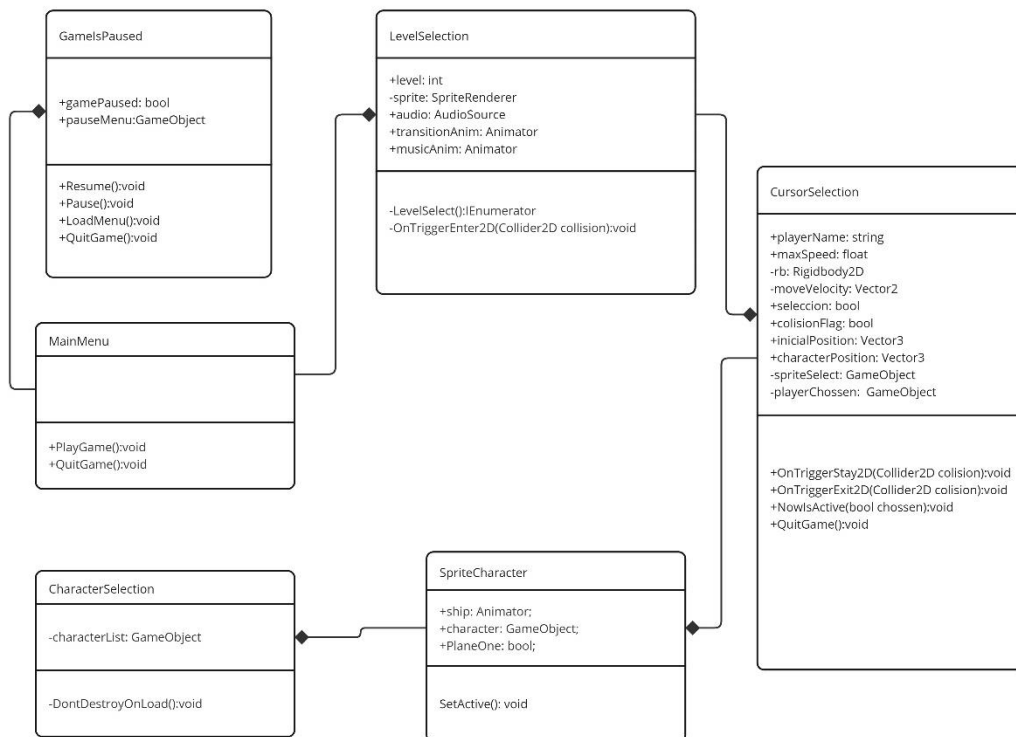 GameIsPaused
+gamePaused: bool
+pauseMenu:GameObject
+Resume():void
+Pause():void
+LoadMenu():void
+QuitGame():void
LevelSelection
+level: int
-sprite: SpriteRenderer
+audio: AudioSource
+transitionAnim: Animator
+musicAnim: Animator
-LevelSelect():IEnumerator
-OnTriggerEnter2D(Collider2D collision):void
CursorSelection
+playerName: string
+maxSpeed: float
-rb: Rigidbody2D
-moveVelocity: Vector2
+seleccion: bool
+colisionFlag: bool
+inicialPosition: Vector3
+characterPosition: Vector3
-spriteSelect: GameObject
-playerChossen: GameObject
+OnTriggerStay2D(Collider2D colision):void
+OnTriggerExit2D(Collider2D colision):void
+NowIsActive(bool chossen):void
+QuitGame():void
MainMenu
+PlayGame():void
+QuitGame():void
CharacterSelection
-characterList: GameObject
-DontDestroyOnLoad():void
SpriteCharacter
+ship: Animator;
+character: GameObject;
+PlaneOne: bool;
SetActive(): void